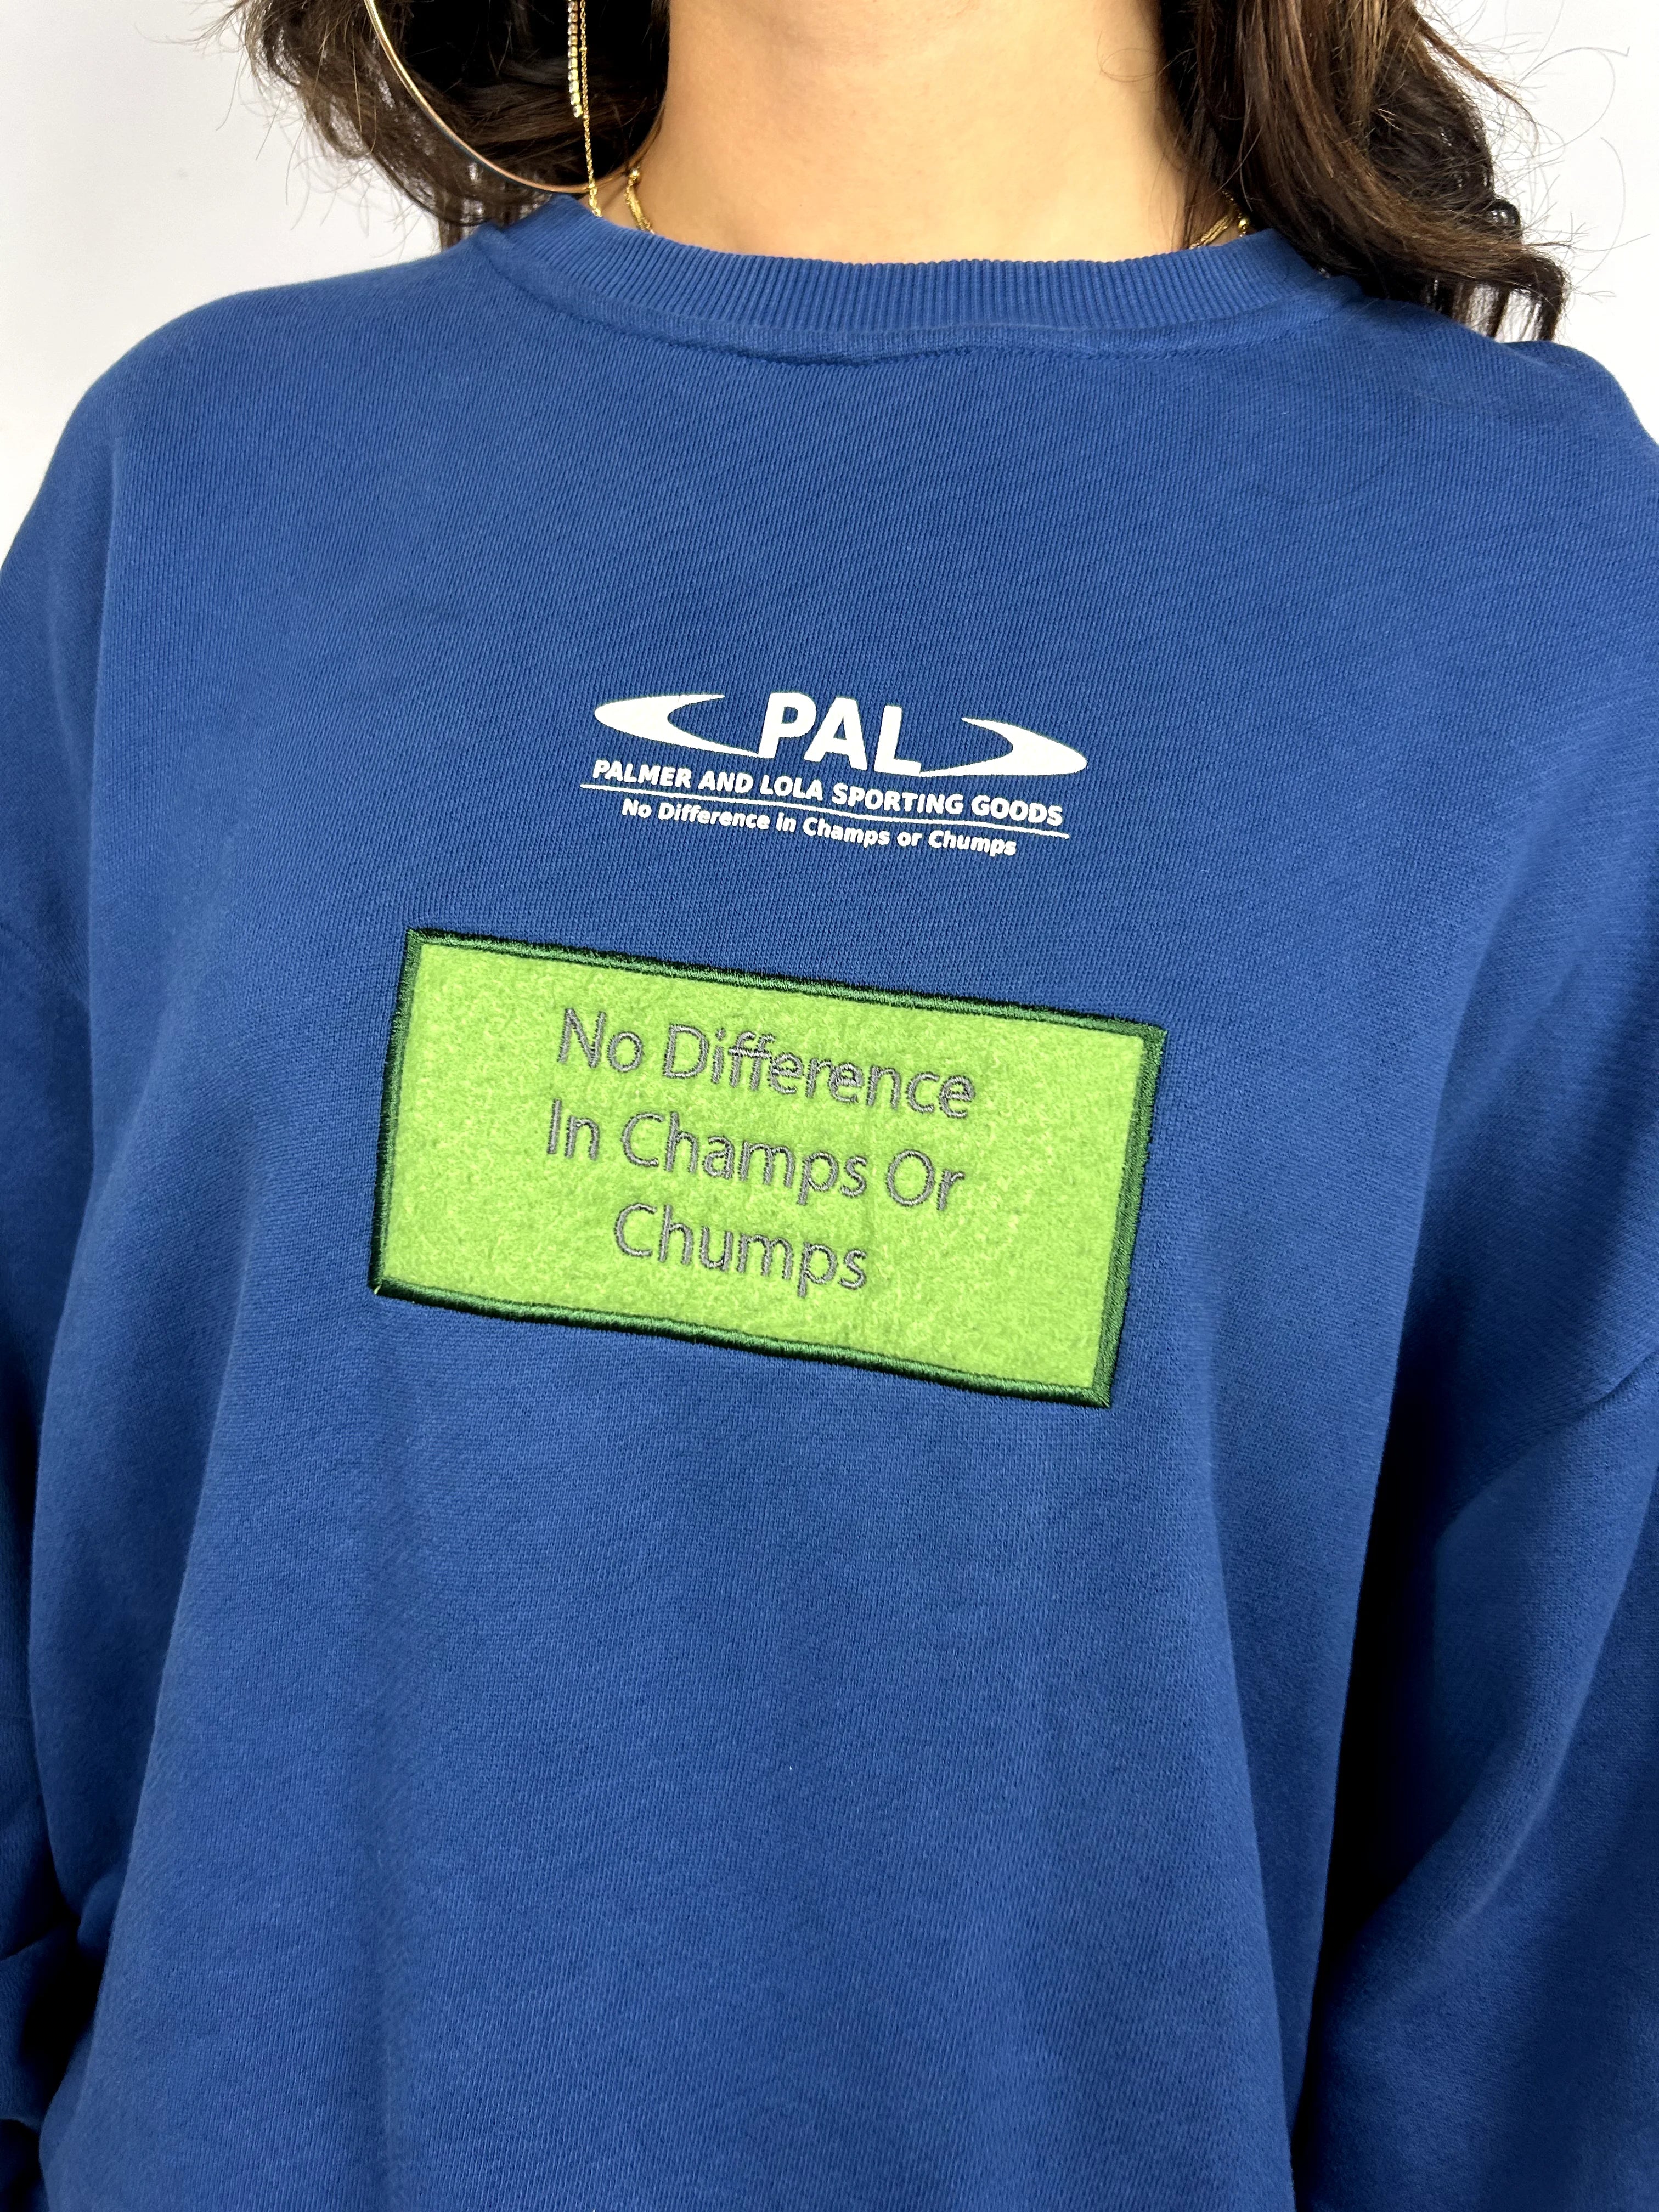 PAL
PALMER AND LOLA SPORTING GOODS
No Difference in Champs or Chumps
No Difference
In Champs Or
Chumps